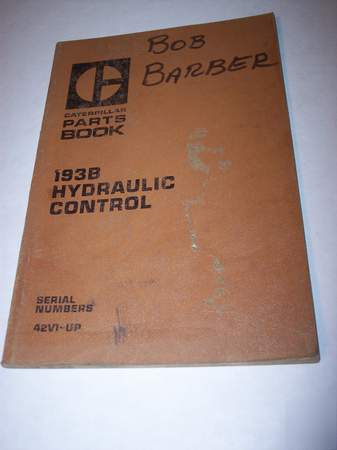 BOB
BARBER
CATERPILLAR
PARTS
BOOK
193B
HYDRAULIC
CONTROL
SERIAL
NUMBERS
42V1-UP